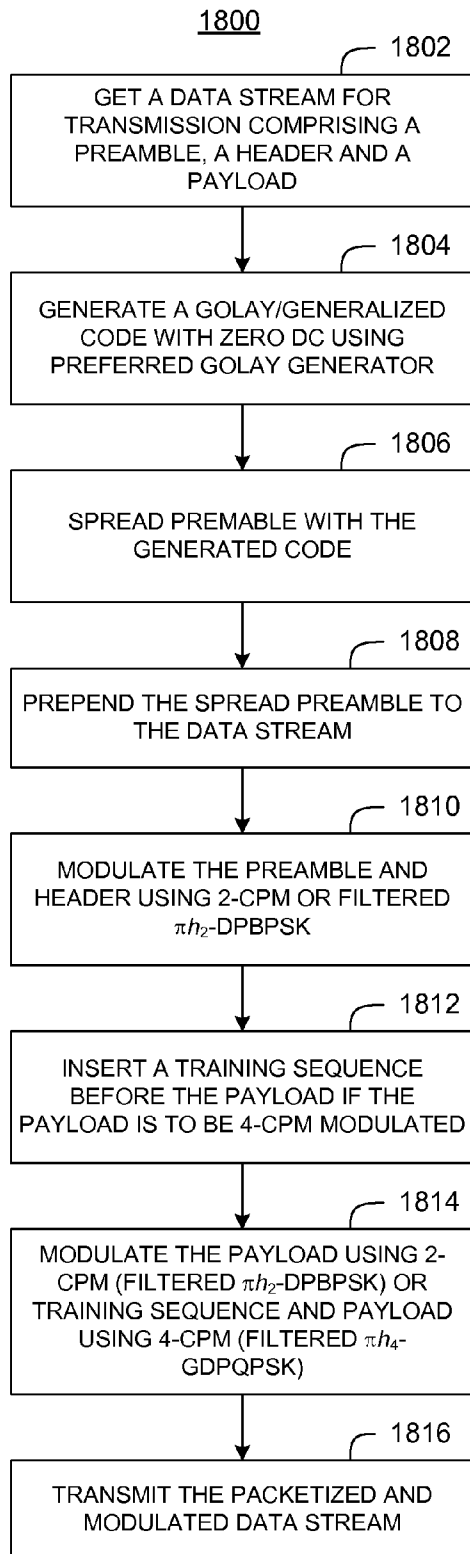 1800
1802
GET A DATA STREAM FOR
TRANSMISSION COMPRISING A
PREAMBLE, A HEADER AND A
PAYLOAD
1804
GENERATE A GOLAY/GENERALIZED
CODE WITH ZERO DC USING
PREFERRED GOLAY GENERATOR
1806
SPREAD PREMABLE WITH THE
GENERATED CODE
1808
PREPEND THE SPREAD PREAMBLE TO
THE DATA STREAM
1810
MODULATE THE PREAMBLE AND
HEADER USING 2-CPM OR FILTERED
πh₂-DPBPSK
1812
INSERT A TRAINING SEQUENCE
BEFORE THE PAYLOAD IF THE
PAYLOAD IS TO BE 4-CPM MODULATED
1814
MODULATE THE PAYLOAD USING 2-
CPM (FILTERED πh₂-DPBPSK) OR
TRAINING SEQUENCE AND PAYLOAD
USING 4-CPM (FILTERED πh₄-
GDPQPSK)
1816
TRANSMIT THE PACKETIZED AND
MODULATED DATA STREAM